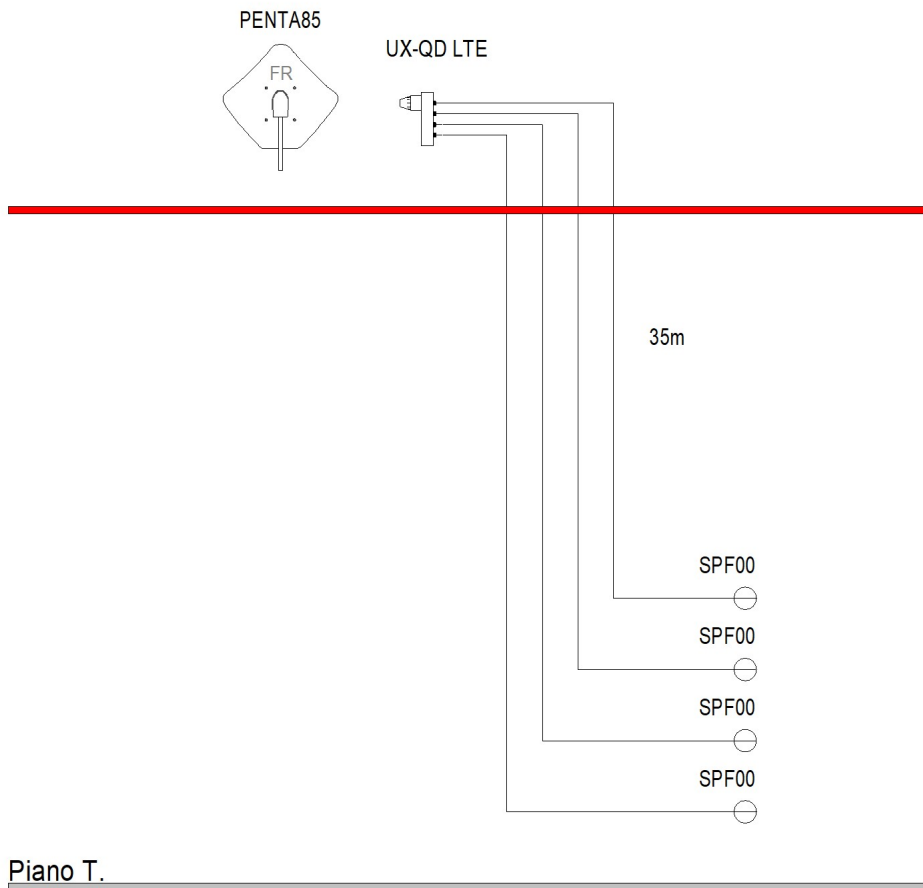 PENTA85
UX-QD LTE
FR
35m
SPF00
SPF00
SPF00
SPF00
Piano T.